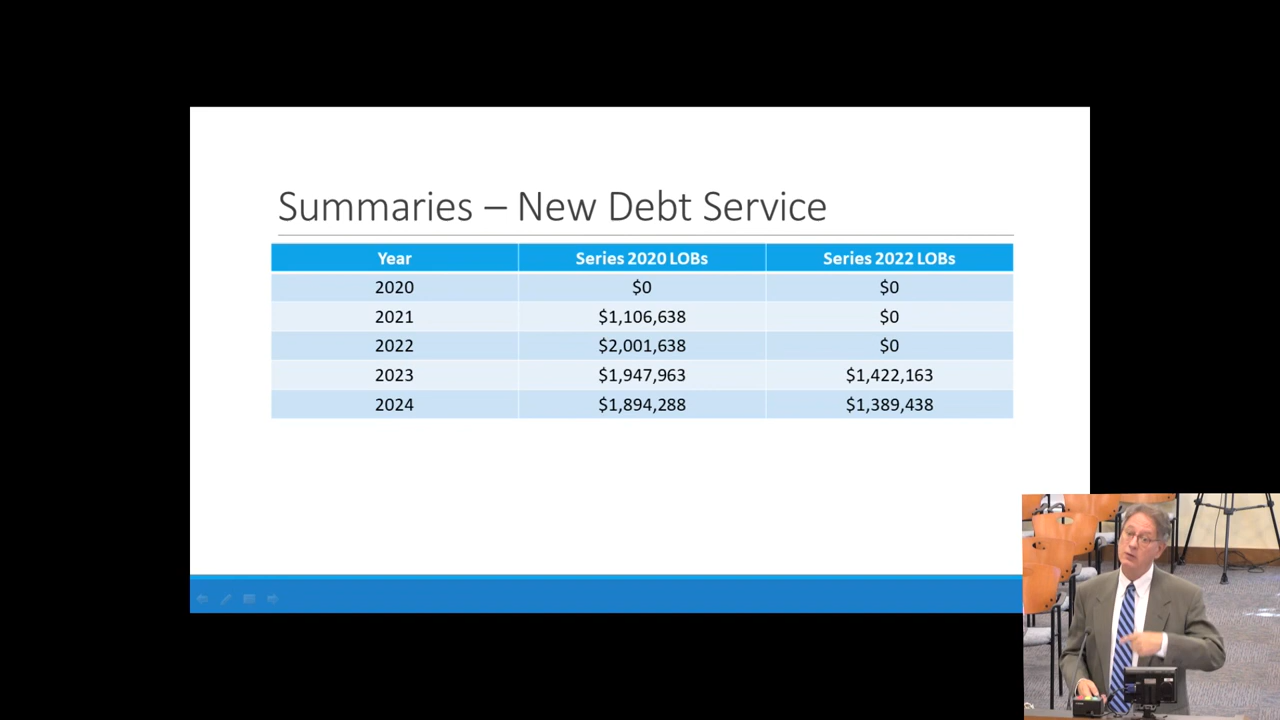 Summaries – New Debt Service
Year Series 2020 LOBs Series 2022 LOBs
2020 $0 $0
2021 $1,106,638 $0
2022 $2,001,638 $0
2023 $1,947,963 $1,422,163
2024 $1,894,288 $1,389,438